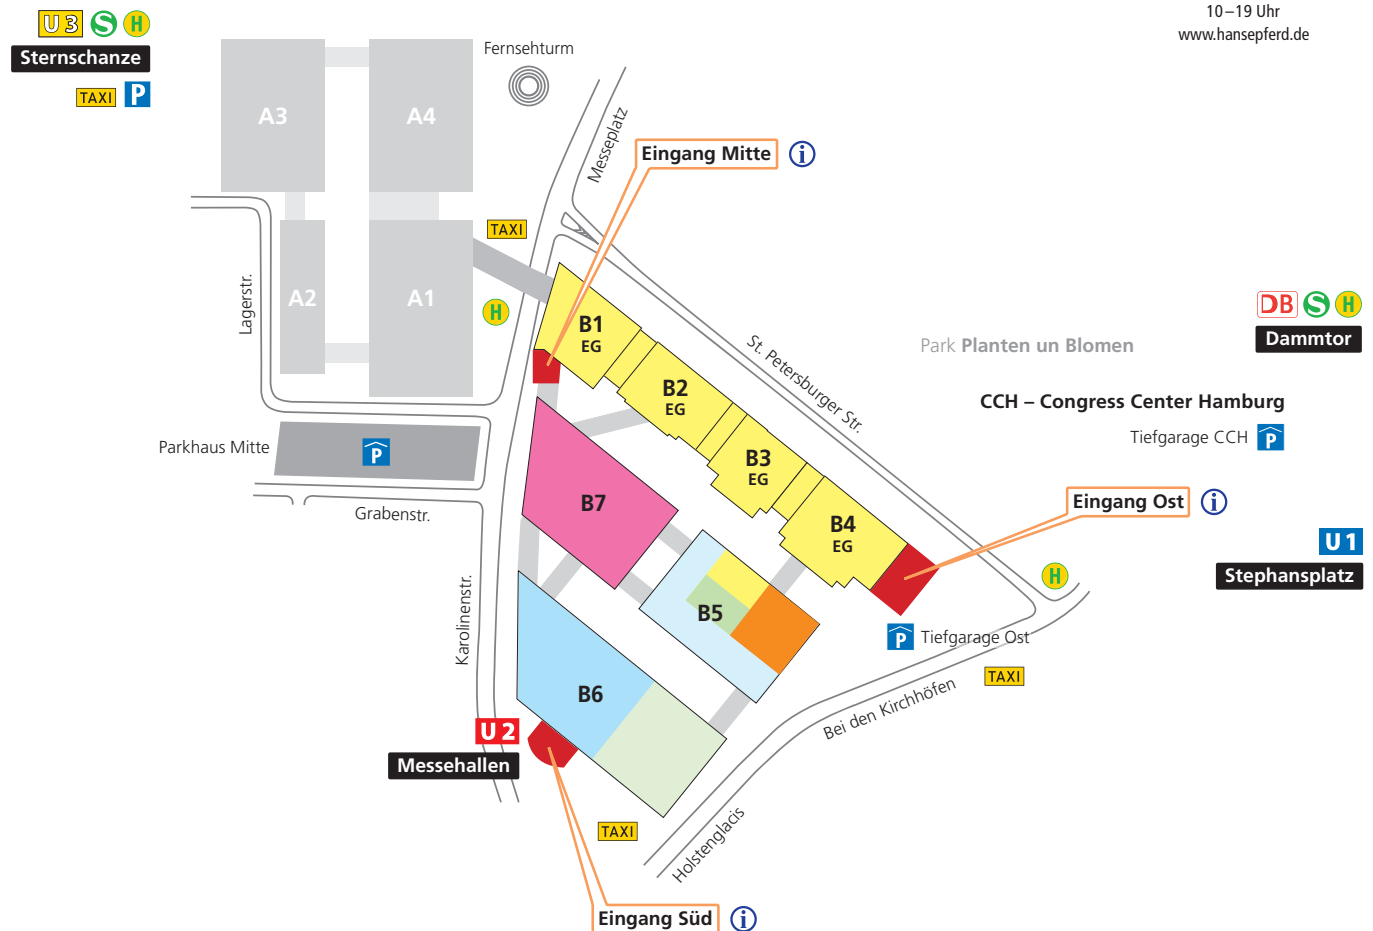 10–19 Uhr
www.hansepferd.de
U3 S H
Sternschanze
TAXI P
Fernsehturm
A3
A4
Messeplatz
Eingang Mitte i
TAXI
Lagerstr.
A2
A1
H
B1
EG
DB S H
Dammtor
Park Planten un Blomen
St. Petersburger Str.
B2
EG
CCH – Congress Center Hamburg
Tiefgarage CCH P
Parkhaus Mitte
P
B3
EG
Grabenstr.
B7
Eingang Ost i
B4
EG
U1
Stephansplatz
H
Karolinenstr.
B5
P Tiefgarage Ost
TAXI
B6
Bei den Kirchhöfen
U2
Messehallen
TAXI
Holstenglacis
Eingang Süd i